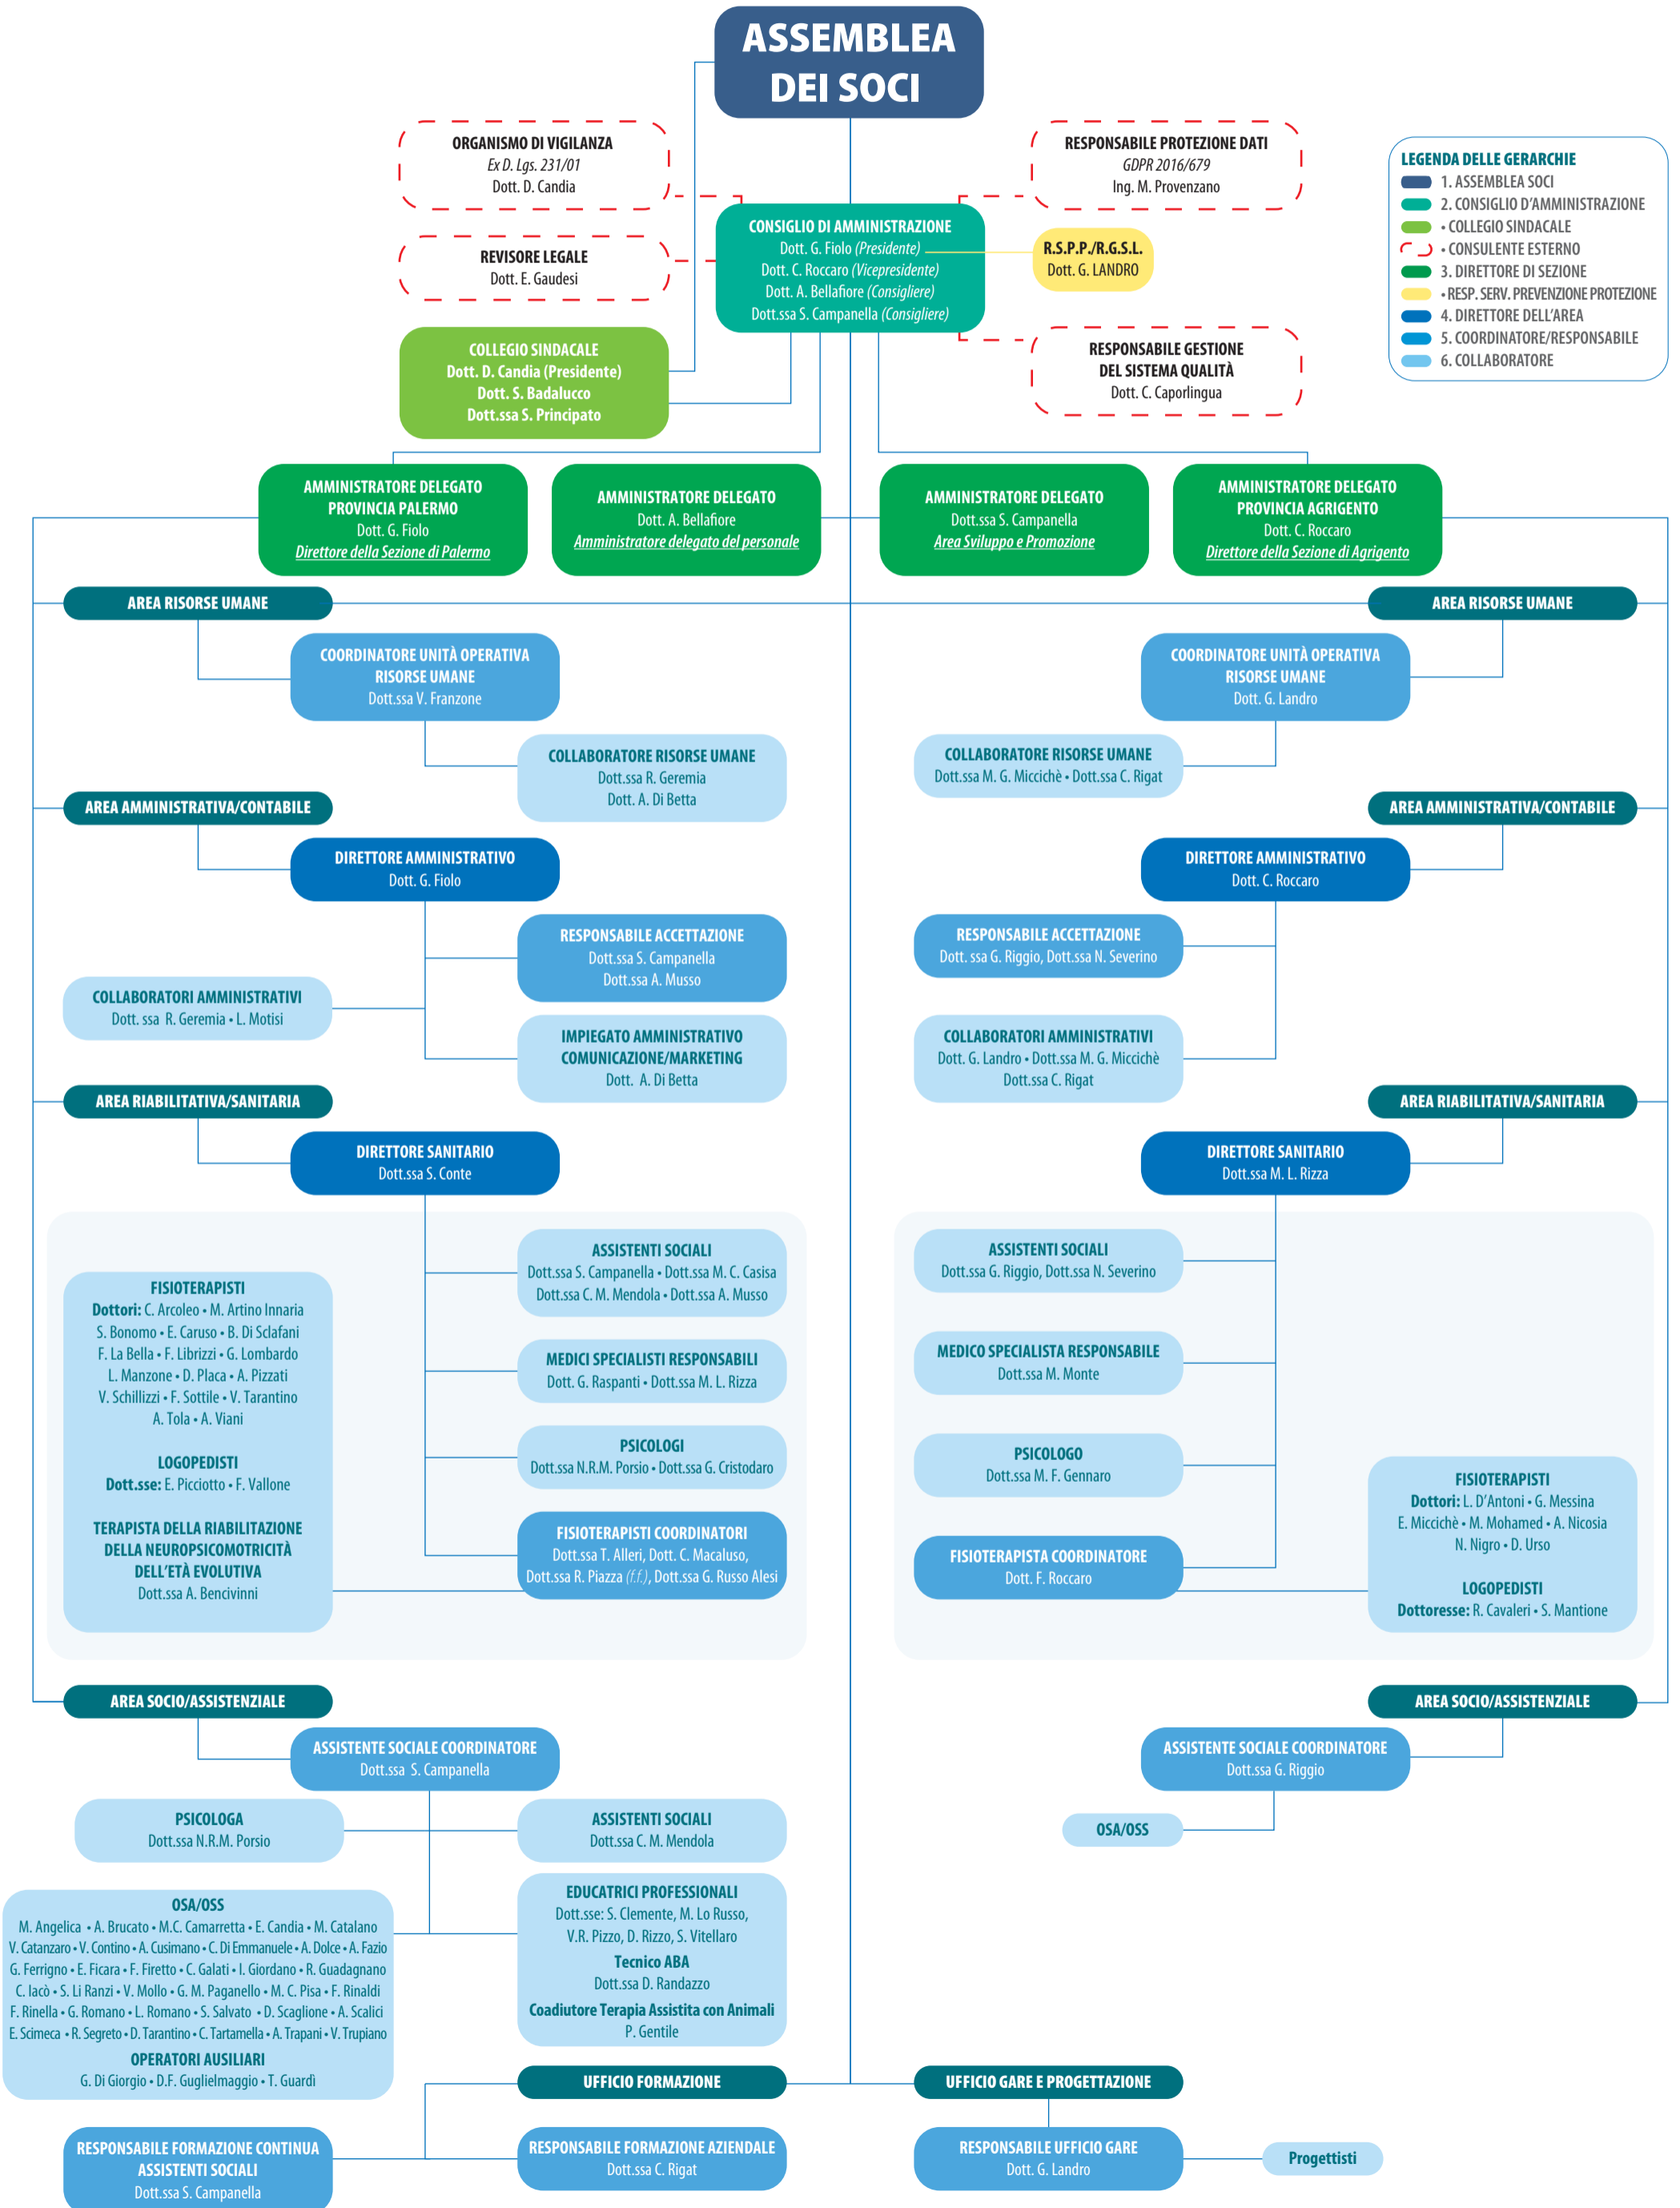 ASSEMBLEA
DEI SOCI
ORGANISMO DI VIGILANZA
Ex D. Lgs. 231/01
Dott. D. Candia
RESPONSABILE PROTEZIONE DATI
GDPR 2016/679
Ing. M. Provenzano
LEGENDA DELLE GERARCHIE
1. ASSEMBLEA SOCI
2. CONSIGLIO D'AMMINISTRAZIONE
• COLLEGIO SINDACALE
• CONSULENTE ESTERNO
3. DIRETTORE DI SEZIONE
• RESP. SERV. PREVENZIONE PROTEZIONE
4. DIRETTORE DELL'AREA
5. COORDINATORE/RESPONSABILE
6. COLLABORATORE
REVISORE LEGALE
Dott. E. Gaudesi
CONSIGLIO DI AMMINISTRAZIONE
Dott. G. Fiolo (Presidente)
Dott. C. Roccaro (Vicepresidente)
Dott. A. Bellafiore (Consigliere)
Dott.ssa S. Campanella (Consigliere)
R.S.P.P./R.G.S.L.
Dott. G. LANDRO
COLLEGIO SINDACALE
Dott. D. Candia (Presidente)
Dott. S. Badalucco
Dott.ssa S. Principato
RESPONSABILE GESTIONE
DEL SISTEMA QUALITÀ
Dott. C. Caporlingua
AMMINISTRATORE DELEGATO
PROVINCIA PALERMO
Dott. G. Fiolo
Direttore della Sezione di Palermo
AMMINISTRATORE DELEGATO
Dott. A. Bellafiore
Amministratore delegato del personale
AMMINISTRATORE DELEGATO
Dott.ssa S. Campanella
Area Sviluppo e Promozione
AMMINISTRATORE DELEGATO
PROVINCIA AGRIGENTO
Dott. C. Roccaro
Direttore della Sezione di Agrigento
AREA RISORSE UMANE
AREA RISORSE UMANE
COORDINATORE UNITÀ OPERATIVA
RISORSE UMANE
Dott.ssa V. Franzone
COORDINATORE UNITÀ OPERATIVA
RISORSE UMANE
Dott. G. Landro
COLLABORATORE RISORSE UMANE
Dott.ssa R. Geremia
Dott. A. Di Betta
COLLABORATORE RISORSE UMANE
Dott.ssa M. G. Miccichè • Dott.ssa C. Rigat
AREA AMMINISTRATIVA/CONTABILE
AREA AMMINISTRATIVA/CONTABILE
DIRETTORE AMMINISTRATIVO
Dott. G. Fiolo
DIRETTORE AMMINISTRATIVO
Dott. C. Roccaro
RESPONSABILE ACCETTAZIONE
Dott.ssa S. Campanella
Dott.ssa A. Musso
RESPONSABILE ACCETTAZIONE
Dott. ssa G. Riggio, Dott.ssa N. Severino
COLLABORATORI AMMINISTRATIVI
Dott. ssa R. Geremia • L. Motisi
IMPIEGATO AMMINISTRATIVO
COMUNICAZIONE/MARKETING
Dott. A. Di Betta
COLLABORATORI AMMINISTRATIVI
Dott. G. Landro • Dott.ssa M. G. Miccichè
Dott.ssa C. Rigat
AREA RIABILITATIVA/SANITARIA
AREA RIABILITATIVA/SANITARIA
DIRETTORE SANITARIO
Dott.ssa S. Conte
DIRETTORE SANITARIO
Dott.ssa M. L. Rizza
FISIOTERAPISTI
Dottori: C. Arcoleo • M. Artino Innaria
S. Bonomo • E. Caruso • B. Di Sclafani
F. La Bella • F. Librizzi • G. Lombardo
L. Manzone • D. Placa • A. Pizzati
V. Schillizzi • F. Sottile • V. Tarantino
A. Tola • A. Viani
LOGOPEDISTI
Dott.sse: E. Picciotto • F. Vallone
TERAPISTA DELLA RIABILITAZIONE
DELLA NEUROPSICOMOTRICITÀ
DELL'ETÀ EVOLUTIVA
Dott.ssa A. Bencivinni
ASSISTENTI SOCIALI
Dott.ssa S. Campanella • Dott.ssa M. C. Casisa
Dott.ssa C. M. Mendola • Dott.ssa A. Musso
MEDICI SPECIALISTI RESPONSABILI
Dott. G. Raspanti • Dott.ssa M. L. Rizza
PSICOLOGI
Dott.ssa N.R.M. Porsio • Dott.ssa G. Cristodaro
FISIOTERAPISTI COORDINATORI
Dott.ssa T. Alleri, Dott. C. Macaluso,
Dott.ssa R. Piazza (f.f.), Dott.ssa G. Russo Alesi
ASSISTENTI SOCIALI
Dott.ssa G. Riggio, Dott.ssa N. Severino
MEDICO SPECIALISTA RESPONSABILE
Dott.ssa M. Monte
PSICOLOGO
Dott.ssa M. F. Gennaro
FISIOTERAPISTA COORDINATORE
Dott. F. Roccaro
FISIOTERAPISTI
Dottori: L. D'Antoni • G. Messina
E. Miccichè • M. Mohamed • A. Nicosia
N. Nigro • D. Urso
LOGOPEDISTI
Dottoresse: R. Cavaleri • S. Mantione
AREA SOCIO/ASSISTENZIALE
AREA SOCIO/ASSISTENZIALE
ASSISTENTE SOCIALE COORDINATORE
Dott.ssa S. Campanella
ASSISTENTE SOCIALE COORDINATORE
Dott.ssa G. Riggio
PSICOLOGA
Dott.ssa N.R.M. Porsio
ASSISTENTI SOCIALI
Dott.ssa C. M. Mendola
OSA/OSS
OSA/OSS
M. Angelica • A. Brucato • M.C. Camarretta • E. Candia • M. Catalano
V. Catanzaro • V. Contino • A. Cusimano • C. Di Emmanuele • A. Dolce • A. Fazio
G. Ferrigno • E. Ficara • F. Firetto • C. Galati • I. Giordano • R. Guadagnano
C. Iacò • S. Li Ranzi • V. Mollo • G. M. Paganello • M. C. Pisa • F. Rinaldi
F. Rinella • G. Romano • L. Romano • S. Salvato • D. Scaglione • A. Scalici
E. Scimeca • R. Segreto • D. Tarantino • C. Tartamella • A. Trapani • V. Trupiano
OPERATORI AUSILIARI
G. Di Giorgio • D.F. Guglielmaggio • T. Guardì
EDUCATRICI PROFESSIONALI
Dott.sse: S. Clemente, M. Lo Russo,
V.R. Pizzo, D. Rizzo, S. Vitellaro
Tecnico ABA
Dott.ssa D. Randazzo
Coadiutore Terapia Assistita con Animali
P. Gentile
UFFICIO FORMAZIONE
UFFICIO GARE E PROGETTAZIONE
RESPONSABILE FORMAZIONE CONTINUA
ASSISTENTI SOCIALI
Dott.ssa S. Campanella
RESPONSABILE FORMAZIONE AZIENDALE
Dott.ssa C. Rigat
RESPONSABILE UFFICIO GARE
Dott. G. Landro
Progettisti